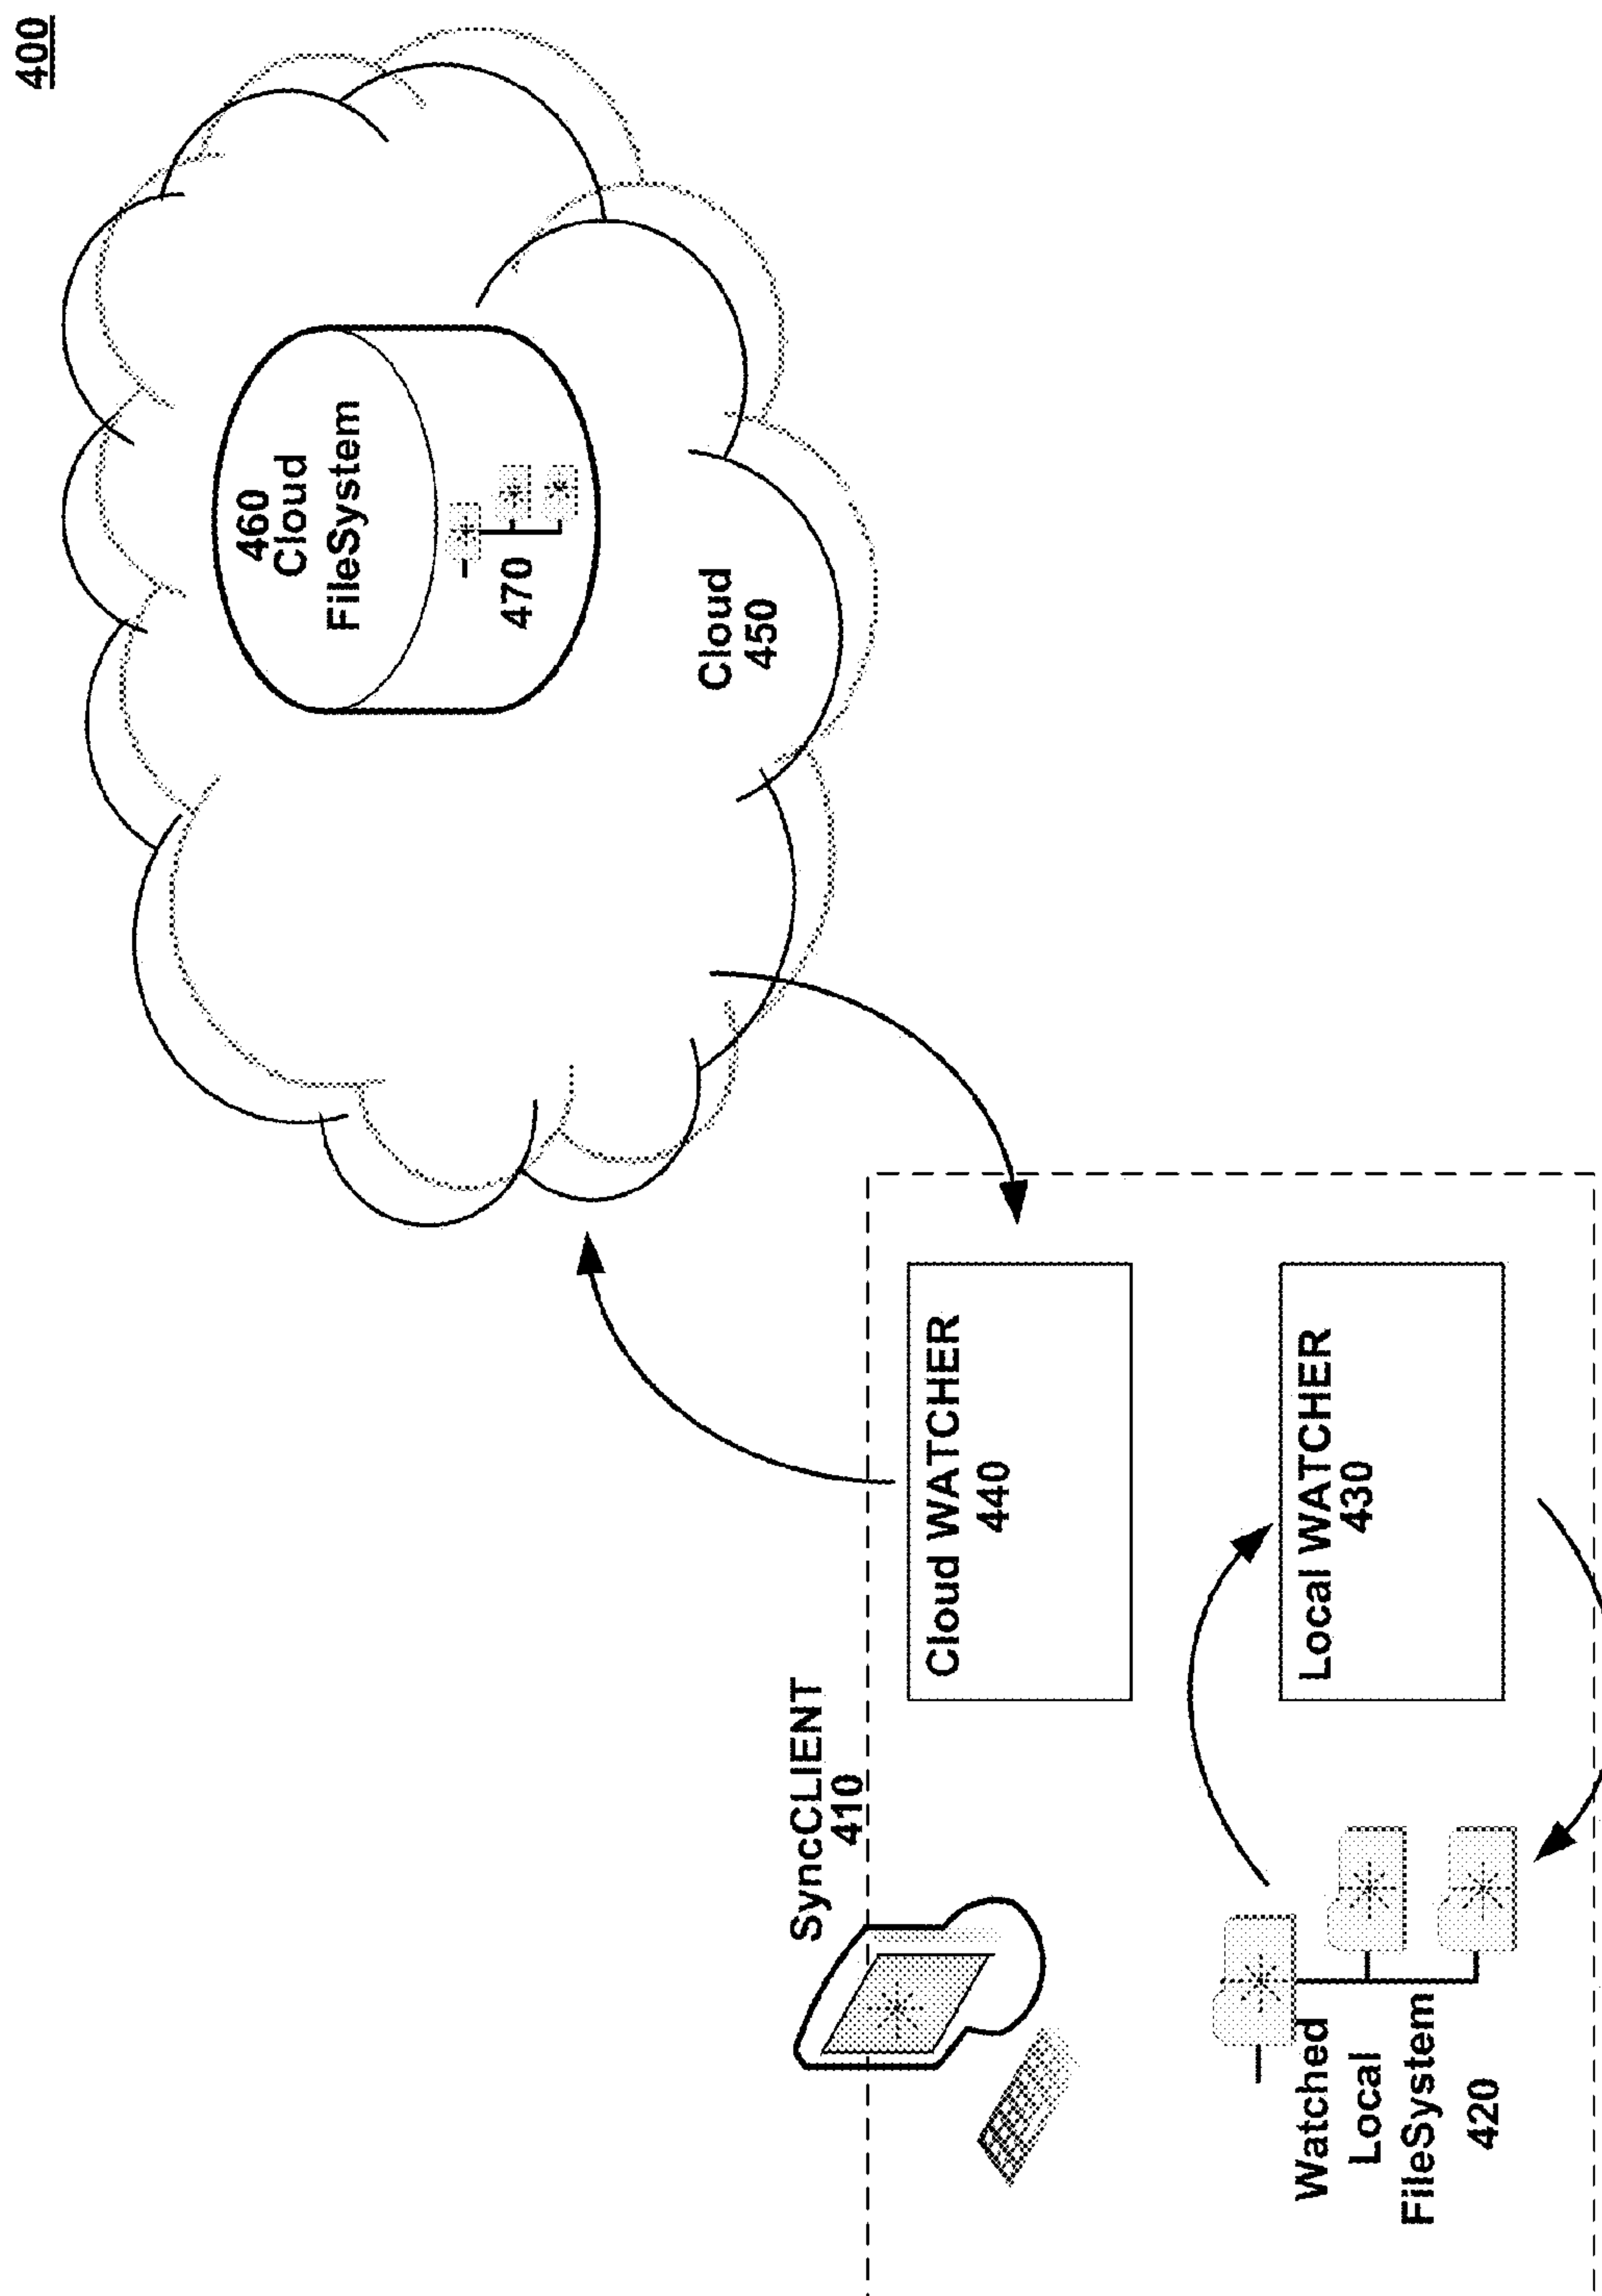 400
460
Cloud
FileSystem
470
Cloud
450
SyncCLIENT
410
Cloud WATCHER
440
Local WATCHER
430
Watched
Local
FileSystem
420